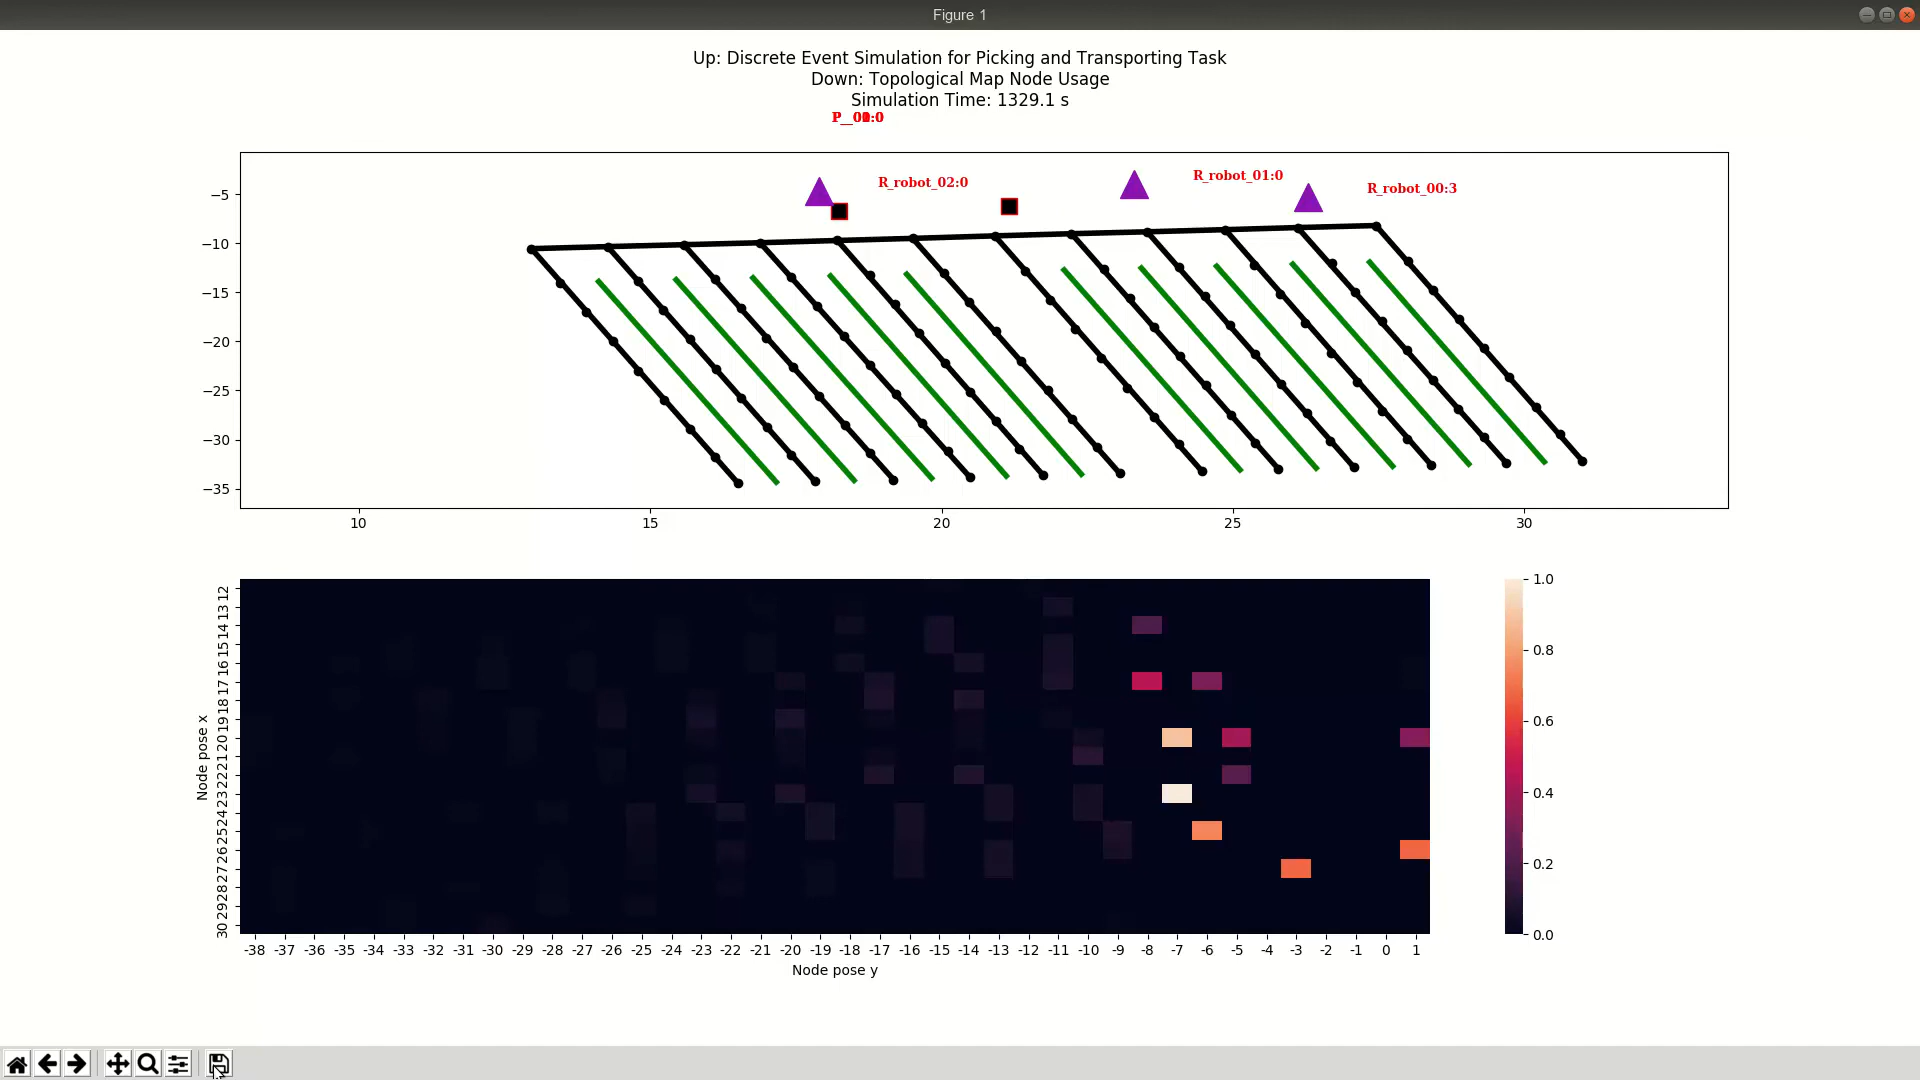 Figure 1
Up: Discrete Event Simulation for Picking and Transporting Task
Down: Topological Map Node Usage
Simulation Time: 1329.1 s
R_robot_02:0
R_robot_01:0
R_robot_00:3
−5
−10
−15
−20
−25
−30
−35
10 15 20 25 30
Node pose x
12
13
14
15
16
17
18
19
20
21
22
23
24
25
26
27
28
29
30
-38 -37 -36 -35 -34 -33 -32 -31 -30 -29 -28 -27 -26 -25 -24 -23 -22 -21 -20 -19 -18 -17 -16 -15 -14 -13 -12 -11 -10 -9 -8 -7 -6 -5 -4 -3 -2 -1 0 1
Node pose y
1.0
0.8
0.6
0.4
0.2
0.0